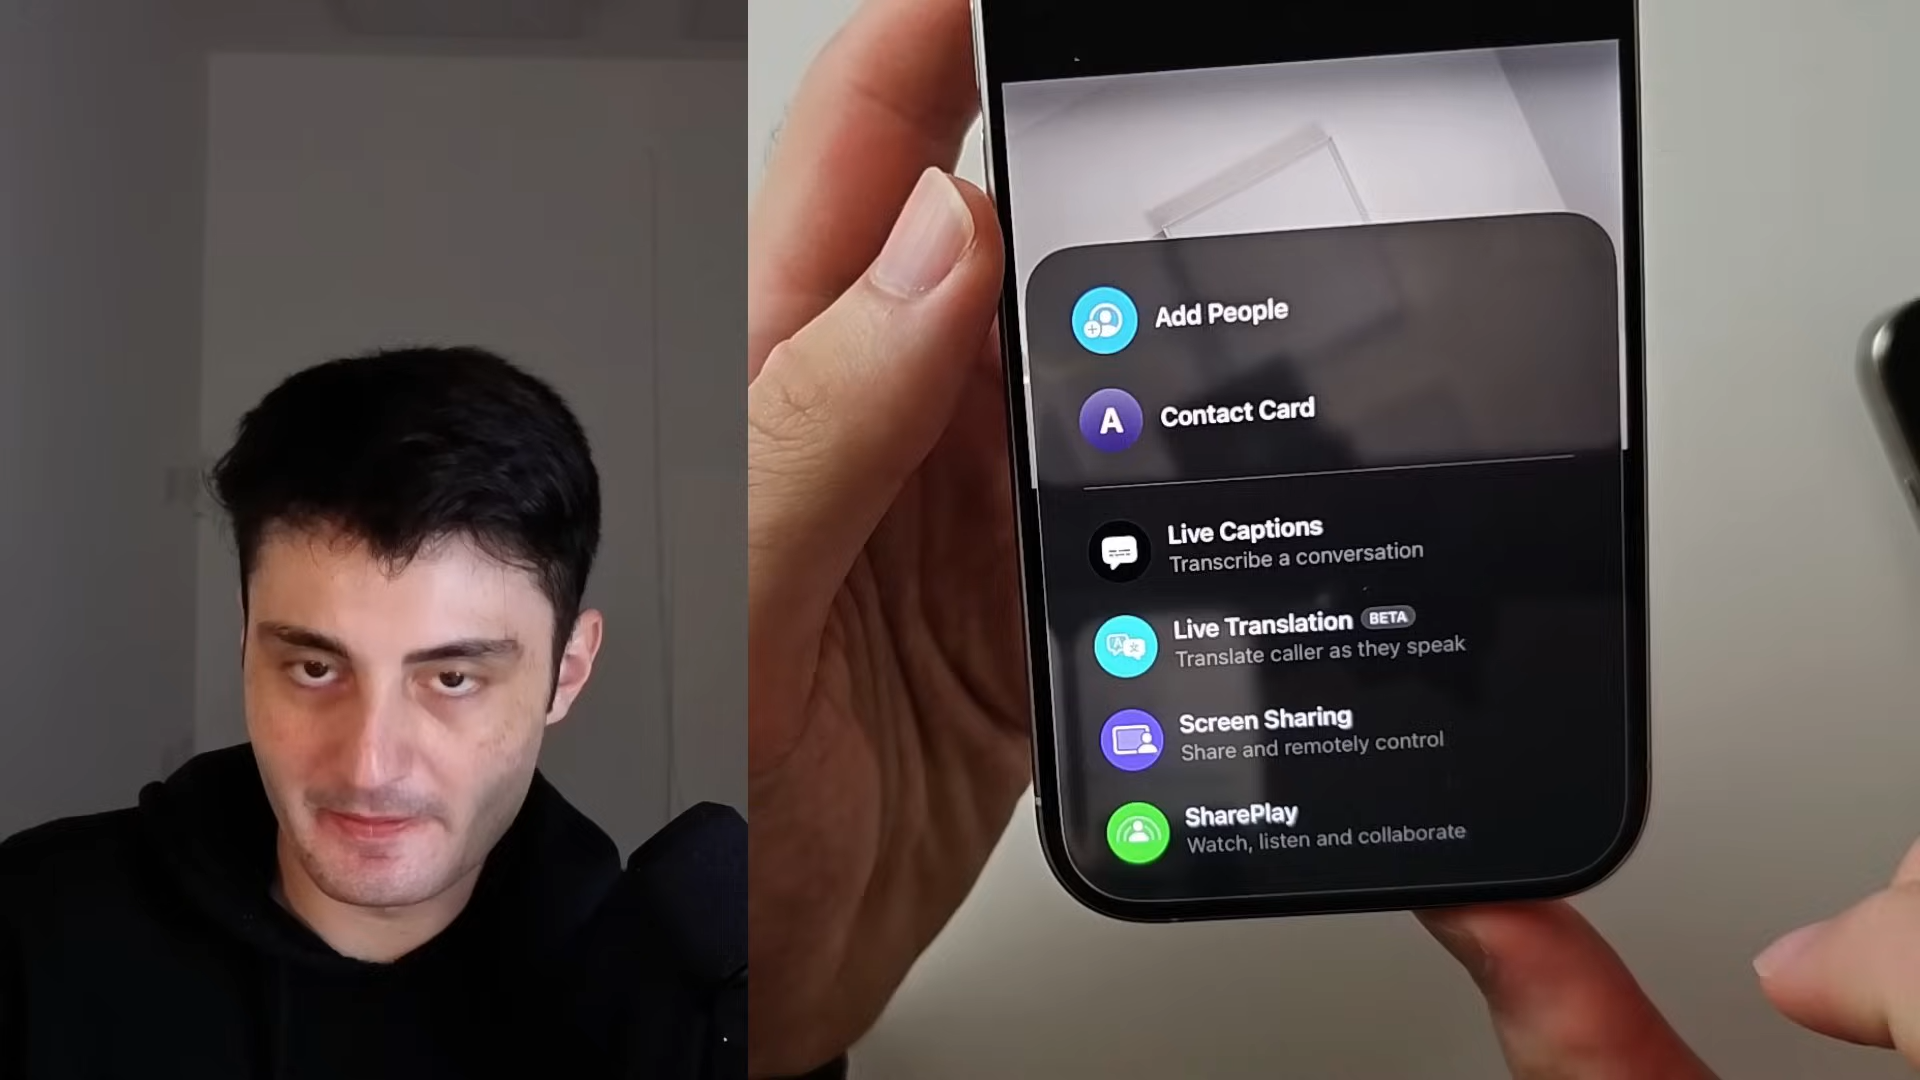 Add People
A
Contact Card
Live Captions
Transcribe a conversation
Live Translation BETA
Translate caller as they speak
Screen Sharing
Share and remotely control
SharePlay
Watch, listen and collaborate